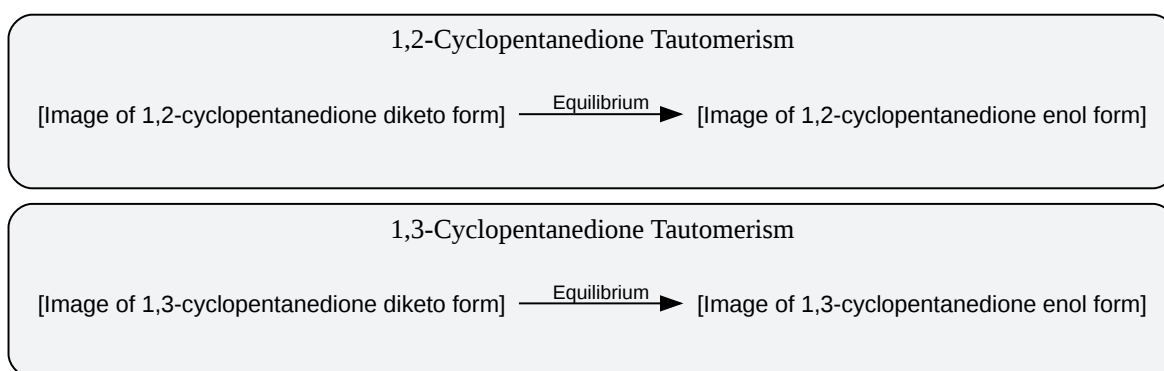 1,2-Cyclopentanedione Tautomerism
[Image of 1,2-cyclopentanedione diketo form] Equilibrium [Image of 1,2-cyclopentanedione enol form]
1,3-Cyclopentanedione Tautomerism
[Image of 1,3-cyclopentanedione diketo form] Equilibrium [Image of 1,3-cyclopentanedione enol form]